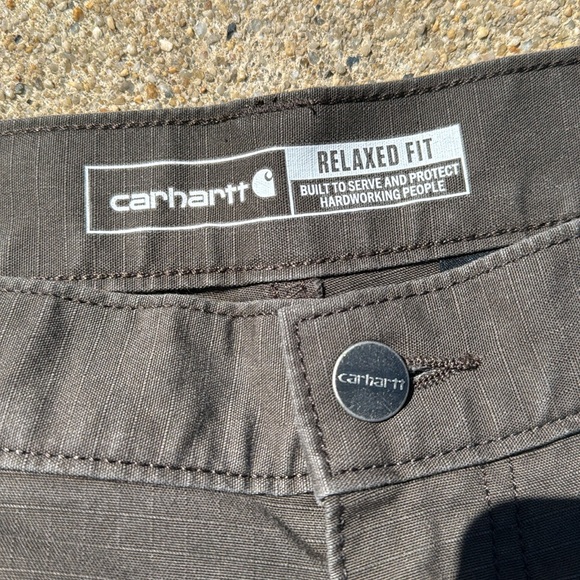 carhartt
RELAXED FIT
BUILT TO SERVE AND PROTECT
HARDWORKING PEOPLE
carhartt